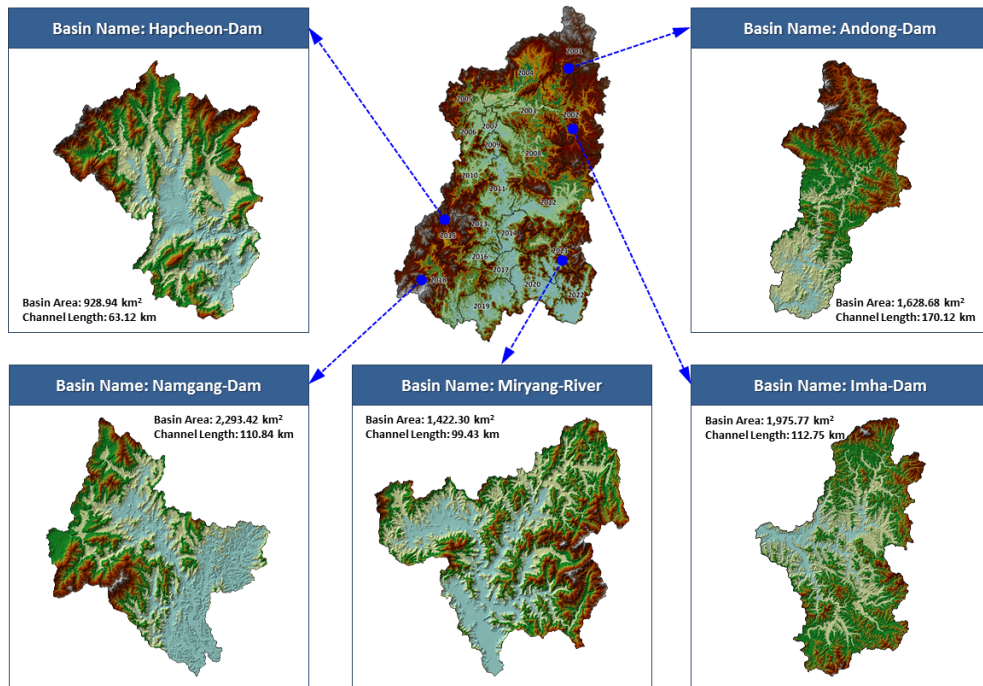 Basin Name: Hapcheon-Dam
Basin Area: 928.94 km²
Channel Length: 63.12 km
2001
2004
2005
2003
2002
2006
2007
2009
2008
2010
2011
2012
2013
2014
2015
2016
2021
2017
2018
2020
2022
2019
Basin Name: Andong-Dam
Basin Area: 1,628.68 km²
Channel Length: 170.12 km
Basin Name: Namgang-Dam
Basin Area: 2,293.42 km²
Channel Length: 110.84 km
Basin Name: Miryang-River
Basin Area: 1,422.30 km²
Channel Length: 99.43 km
Basin Name: Imha-Dam
Basin Area: 1,975.77 km²
Channel Length: 112.75 km